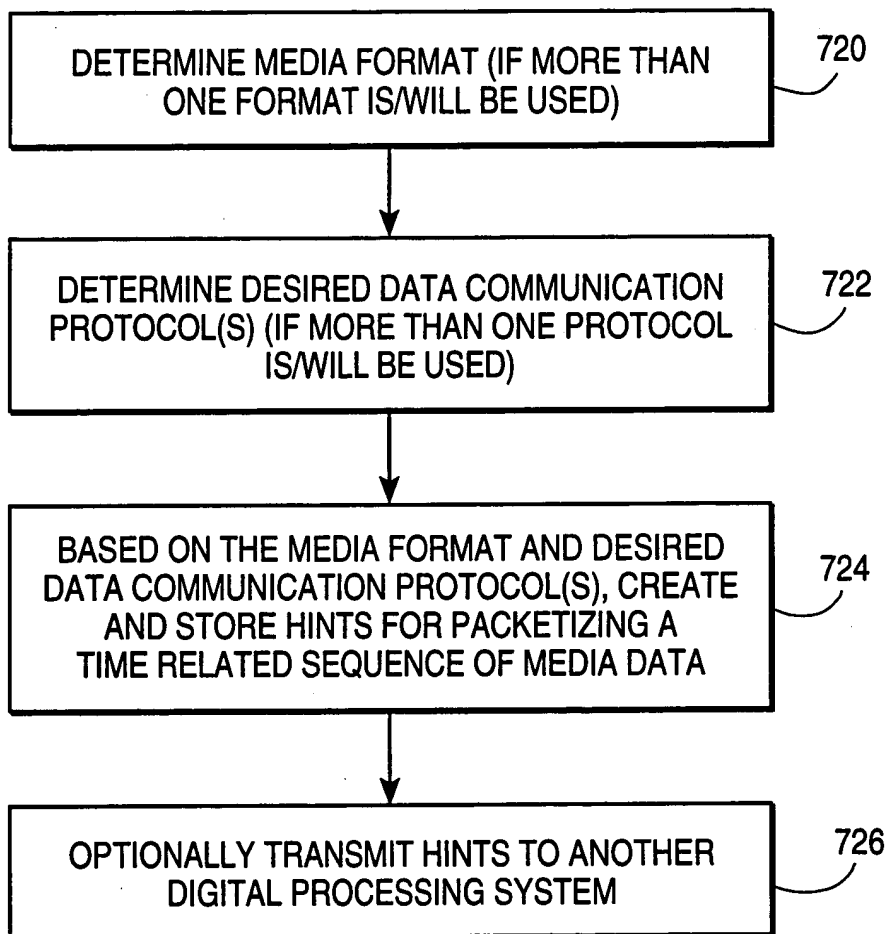 DETERMINE MEDIA FORMAT (IF MORE THAN
ONE FORMAT IS/WILL BE USED)
720
DETERMINE DESIRED DATA COMMUNICATION
PROTOCOL(S) (IF MORE THAN ONE PROTOCOL
IS/WILL BE USED)
722
BASED ON THE MEDIA FORMAT AND DESIRED
DATA COMMUNICATION PROTOCOL(S), CREATE
AND STORE HINTS FOR PACKETIZING A
TIME RELATED SEQUENCE OF MEDIA DATA
724
OPTIONALLY TRANSMIT HINTS TO ANOTHER
DIGITAL PROCESSING SYSTEM
726